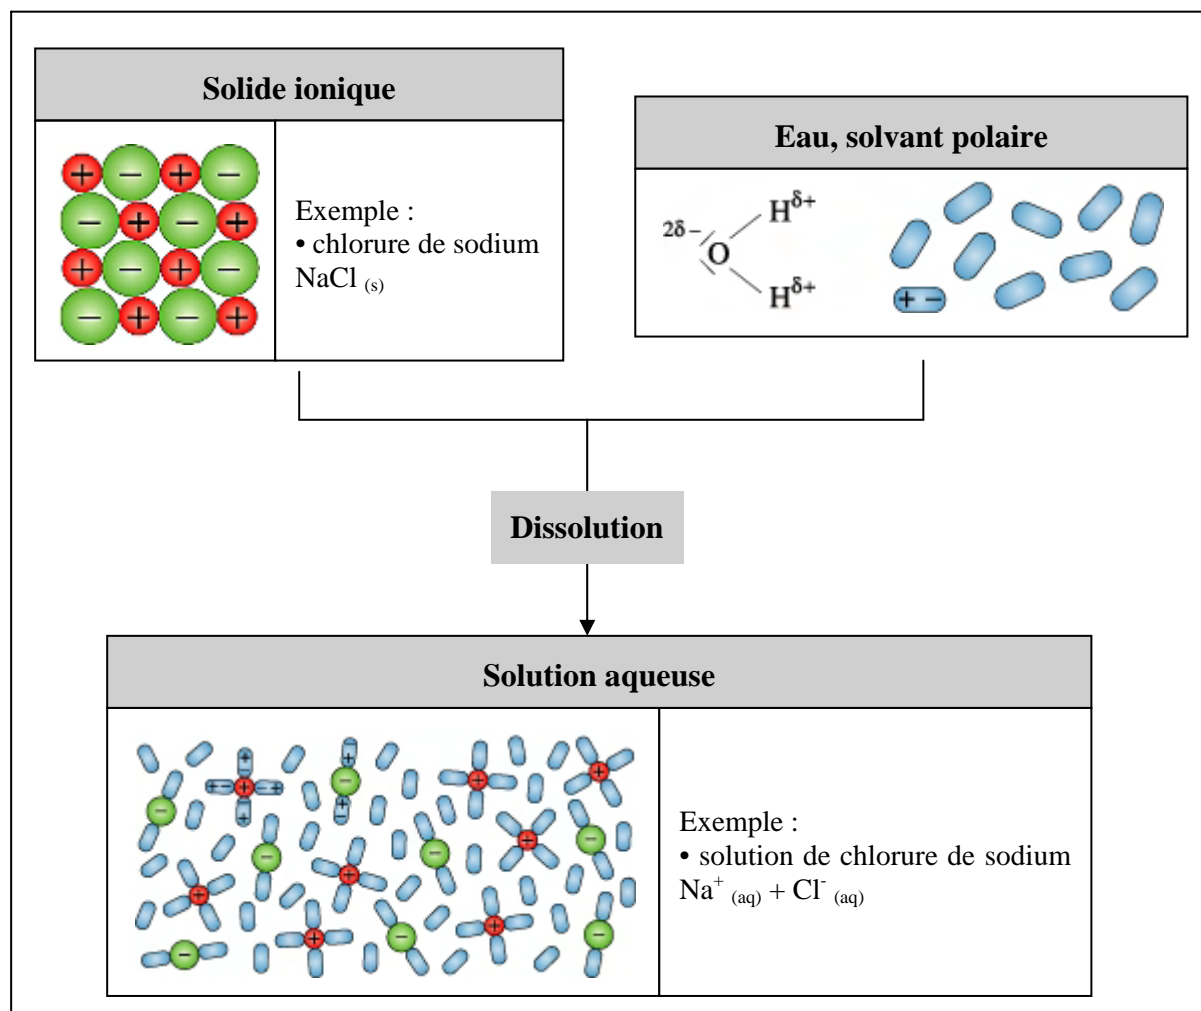 Solide ionique
Exemple :
• chlorure de sodium
NaCl (s)
Eau, solvant polaire
2δ–
O
H^δ+
H^δ+
+ –
Dissolution
Solution aqueuse
Exemple :
• solution de chlorure de sodium
Na⁺ (aq) + Cl⁻ (aq)